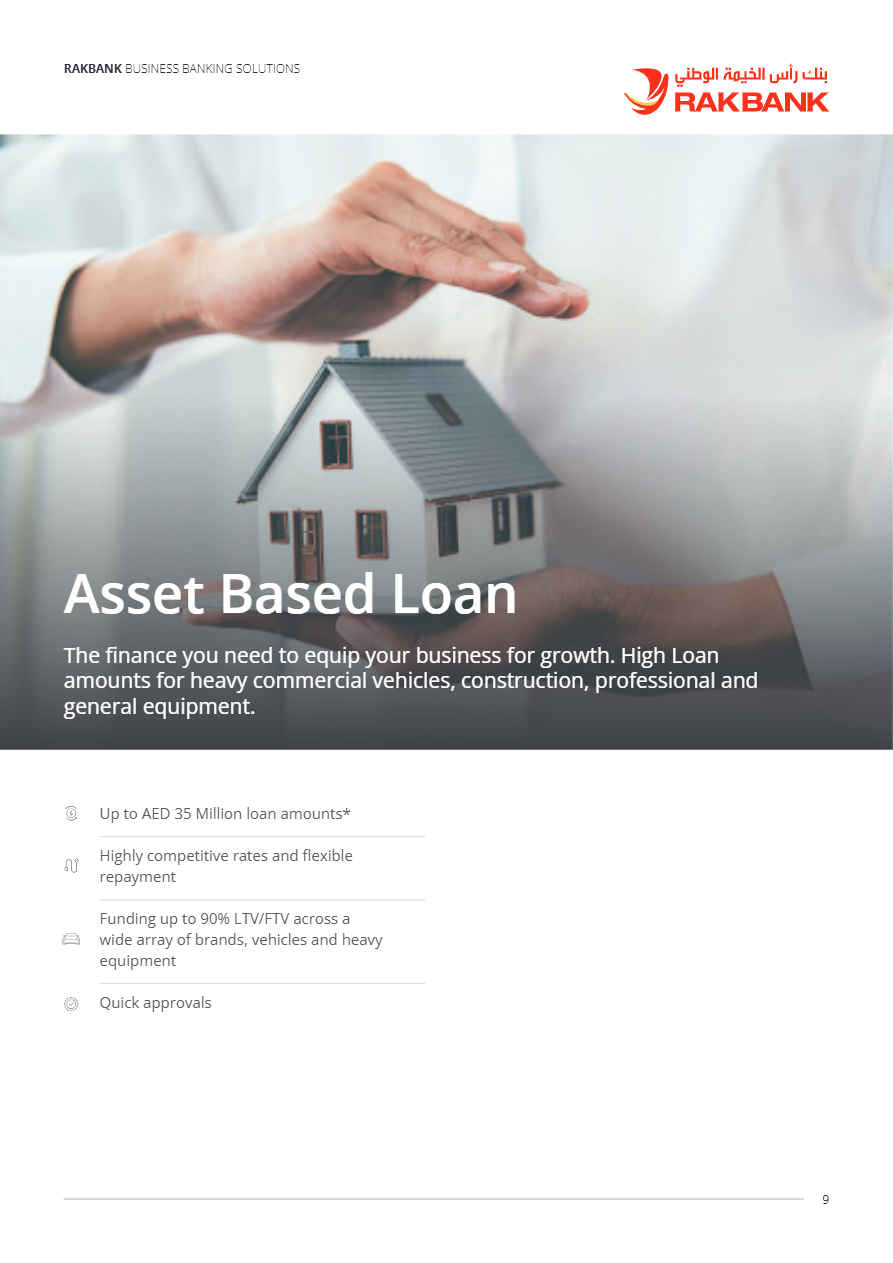 RAKBANK BUSINESS BANKING SOLUTIONS
بنك رأس الخيمة الوطني
RAKBANK
Asset Based Loan
The finance you need to equip your business for growth. High Loan
amounts for heavy commercial vehicles, construction, professional and
general equipment.
Up to AED 35 Million loan amounts*
Highly competitive rates and flexible
repayment
Funding up to 90% LTV/FTV across a
wide array of brands, vehicles and heavy
equipment
Quick approvals
9